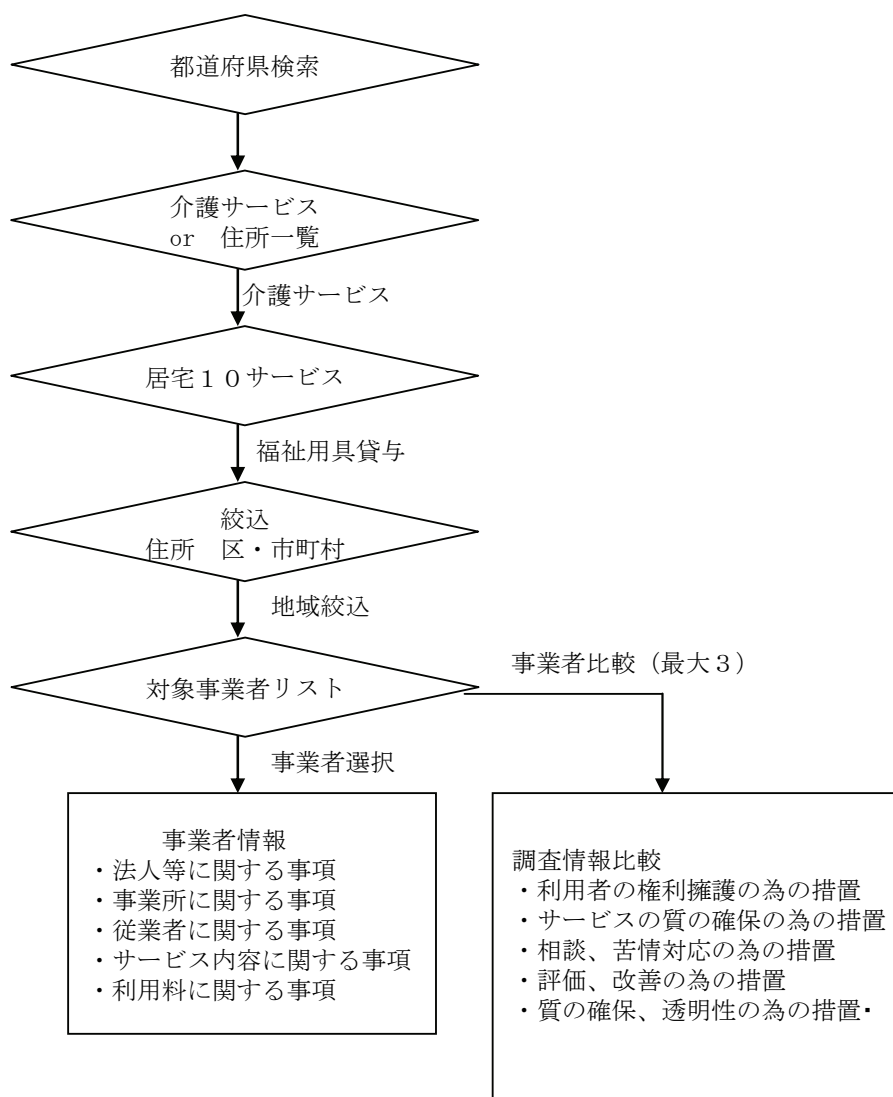 都道府県検索
介護サービス
or　住所一覧
介護サービス
居宅１０サービス
福祉用具貸与
絞込
住所　区・市町村
地域絞込
対象事業者リスト
事業者比較（最大３）
事業者選択
事業者情報
・法人等に関する事項
・事業所に関する事項
・従業者に関する事項
・サービス内容に関する事項
・利用料に関する事項
調査情報比較
・利用者の権利擁護の為の措置
・サービスの質の確保の為の措置
・相談、苦情対応の為の措置
・評価、改善の為の措置
・質の確保、透明性の為の措置・